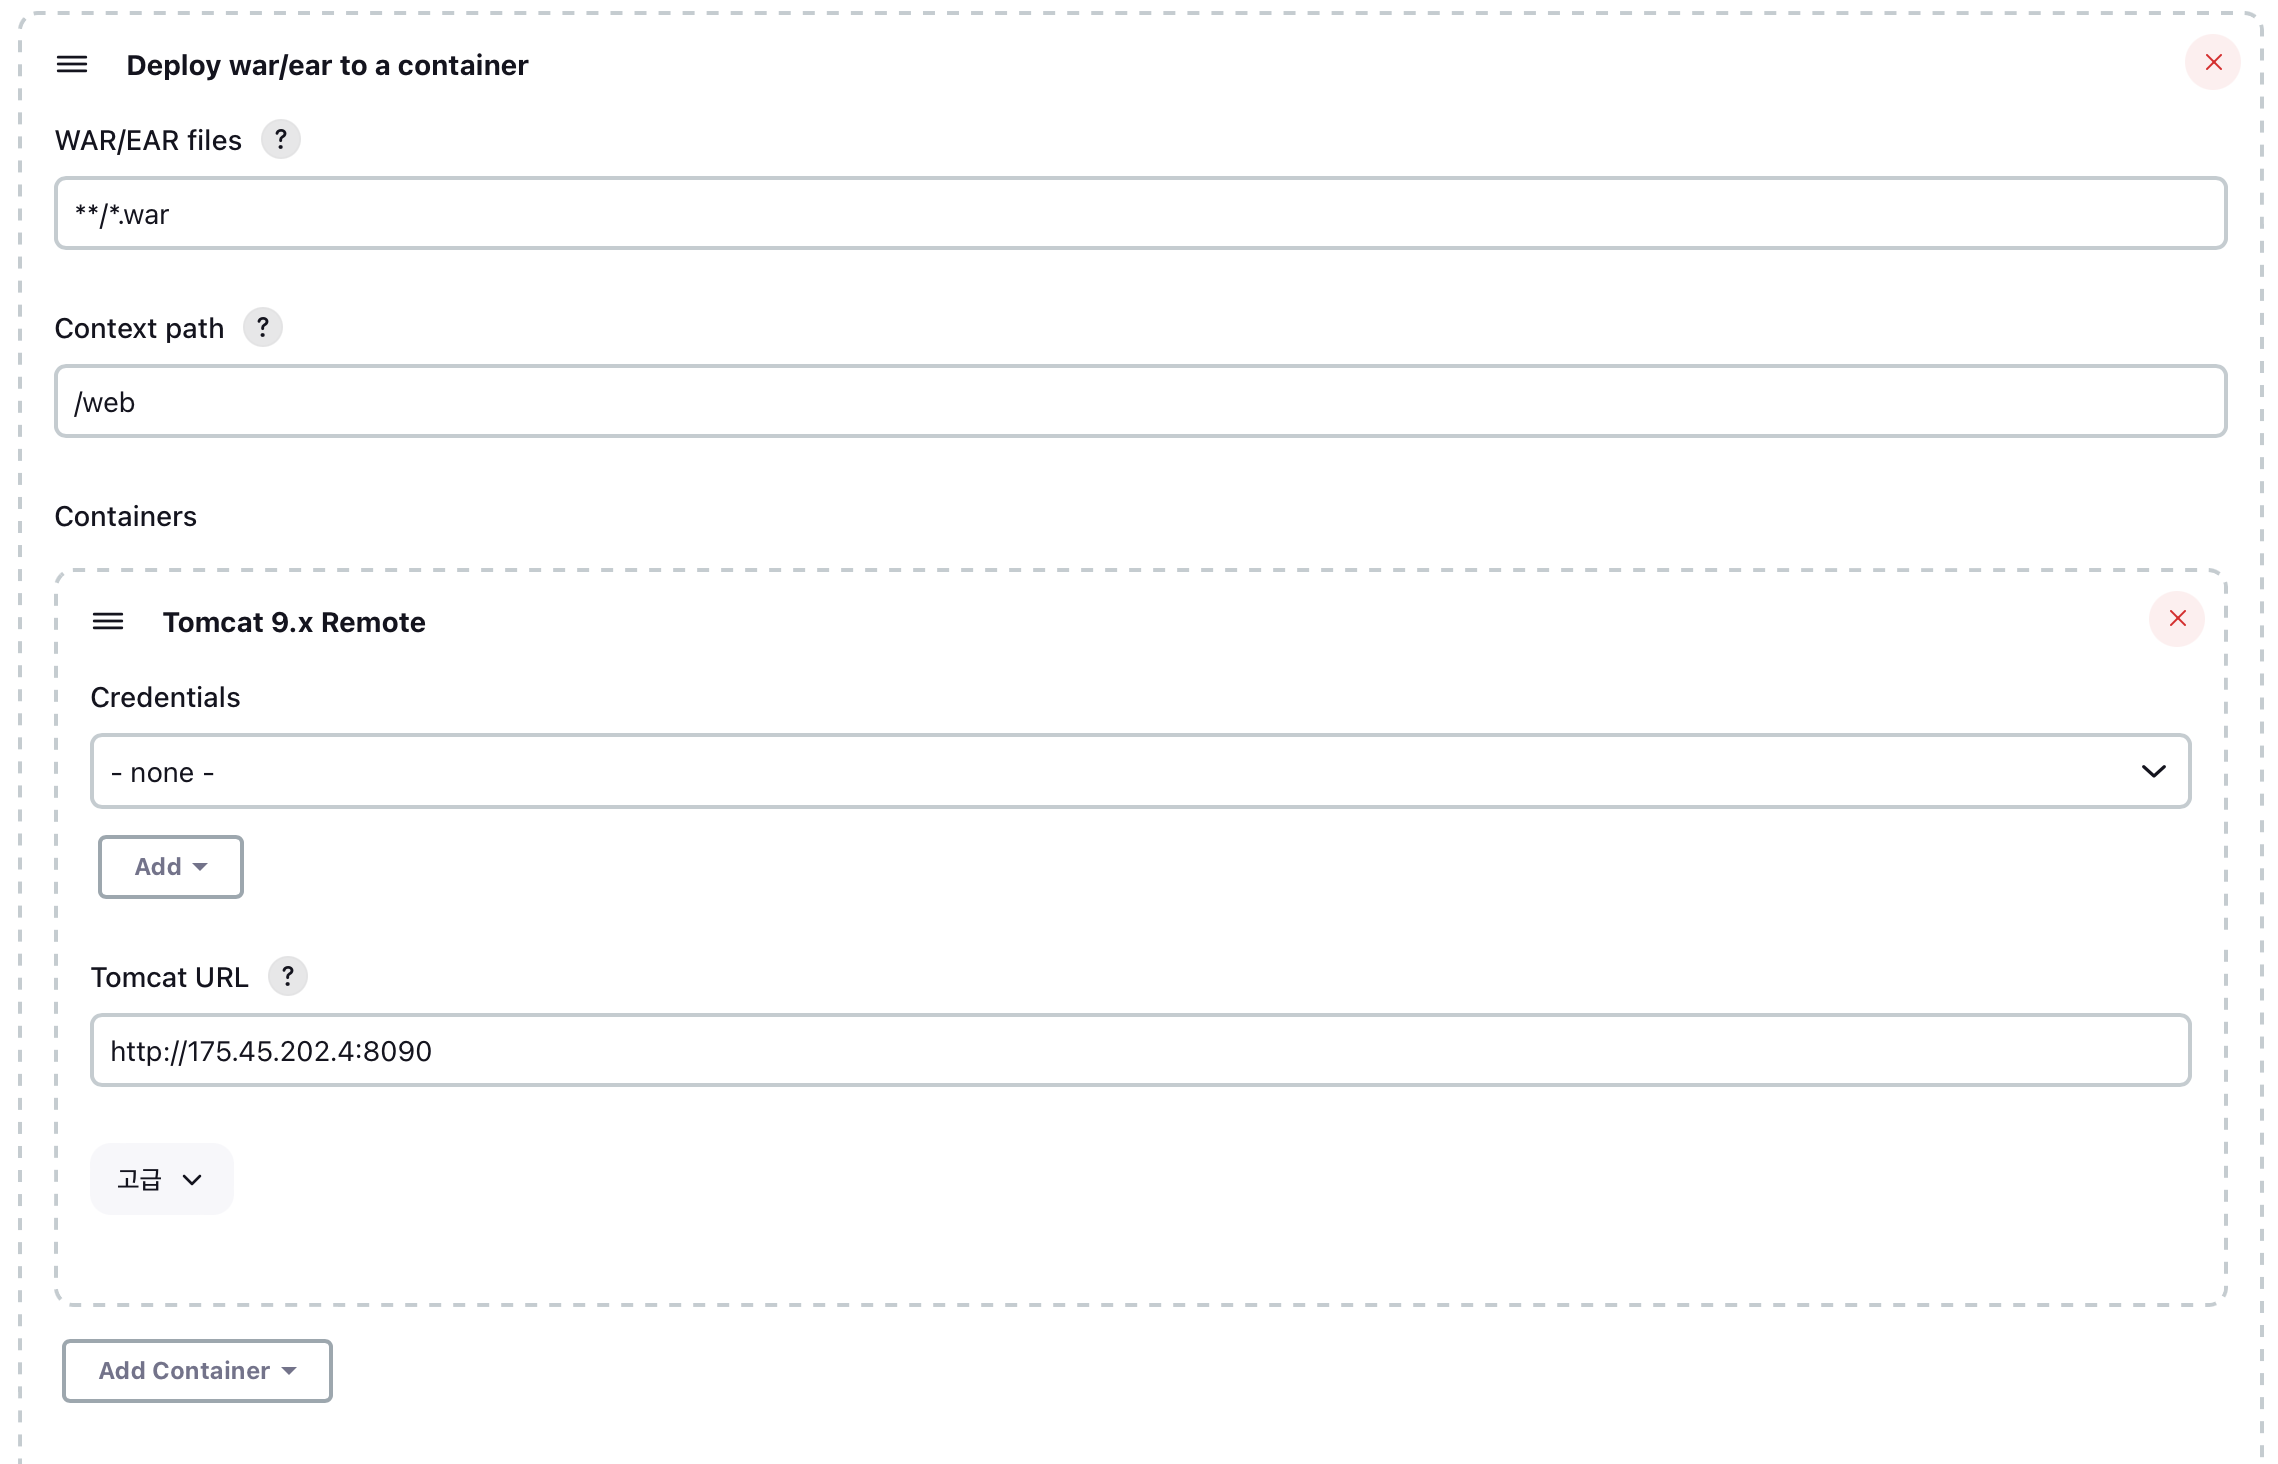 Deploy war/ear to a container
WAR/EAR files ?
**/*.war
Context path ?
/web
Containers
Tomcat 9.x Remote
Credentials
- none -
Add
Tomcat URL ?
http://175.45.202.4:8090
고급
Add Container